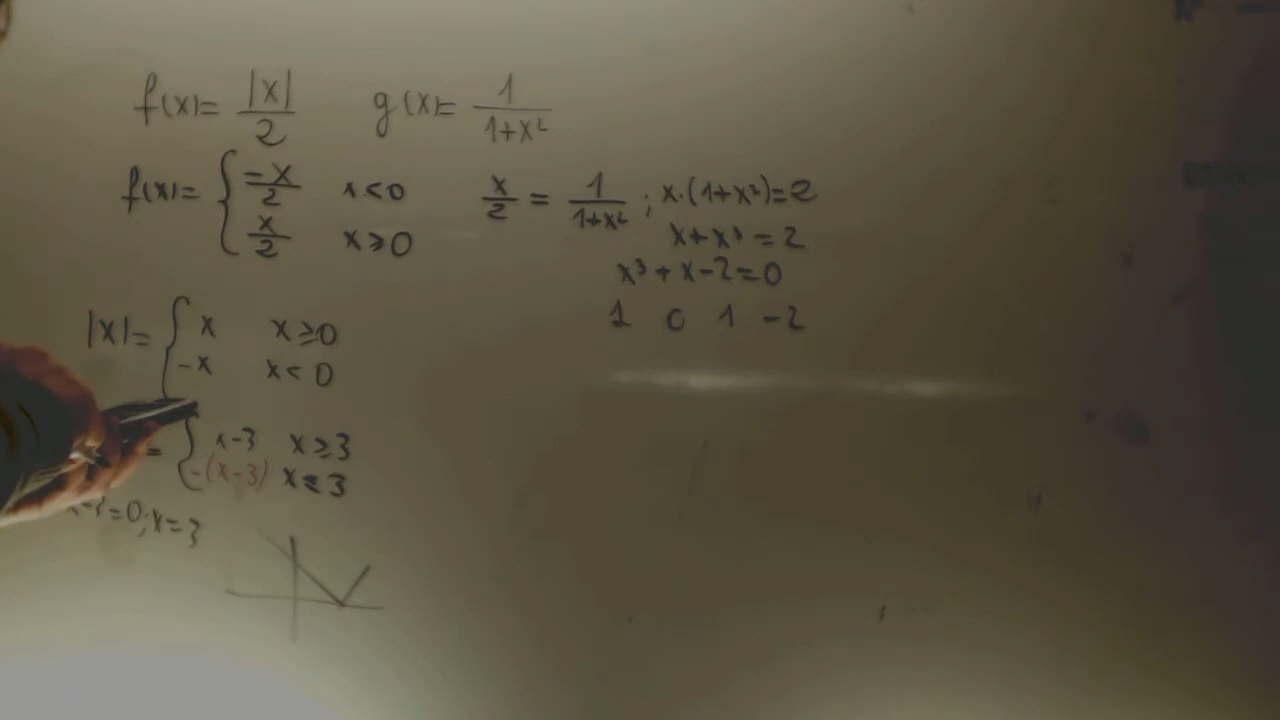 f(x)= |x|/2   g(x)= 1/(1+x²)
f(x)= { -x/2   x<0
x/2   x≥0
x/2 = 1/(1+x²) ; x·(1+x²)=2
x+x³=2
x³+x-2=0
1 0 1 -2
|x|= { x   x≥0
-x   x<0
= { x-3   x≥3
-(x-3)   x<3
=0; x=3